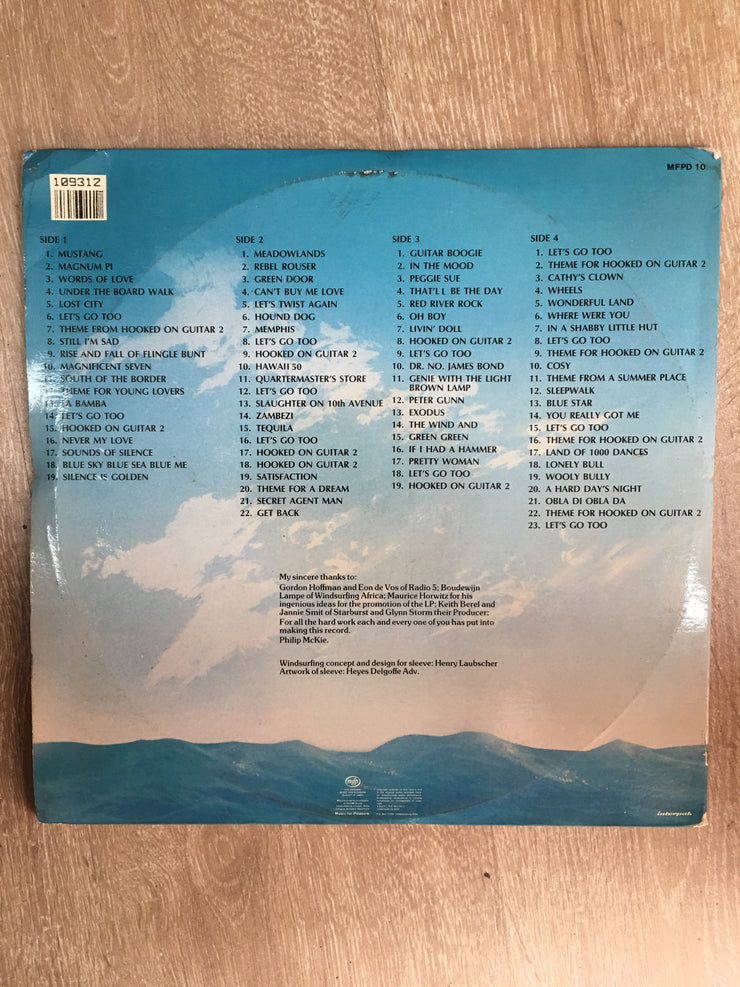 109312
MFPD 10
SIDE 1
1. MUSTANG
2. MAGNUM PI
3. WORDS OF LOVE
4. UNDER THE BOARD WALK
5. LOST CITY
6. LET'S GO TOO
7. THEME FROM HOOKED ON GUITAR 2
8. STILL I'M SAD
9. RISE AND FALL OF FLINGLE BUNT
10. MAGNIFICENT SEVEN
11. SOUTH OF THE BORDER
12. THEME FOR YOUNG LOVERS
13. LA BAMBA
14. LET'S GO TOO
15. HOOKED ON GUITAR 2
16. NEVER MY LOVE
17. SOUNDS OF SILENCE
18. BLUE SKY BLUE SEA BLUE ME
19. SILENCE IS GOLDEN
SIDE 2
1. MEADOWLANDS
2. REBEL ROUSER
3. GREEN DOOR
4. CAN'T BUY ME LOVE
5. LET'S TWIST AGAIN
6. HOUND DOG
7. MEMPHIS
8. LET'S GO TOO
9. HOOKED ON GUITAR 2
10. HAWAII 50
11. QUARTERMASTER'S STORE
12. LET'S GO TOO
13. SLAUGHTER ON 10th AVENUE
14. ZAMBEZI
15. TEQUILA
16. LET'S GO TOO
17. HOOKED ON GUITAR 2
18. HOOKED ON GUITAR 2
19. SATISFACTION
20. THEME FOR A DREAM
21. SECRET AGENT MAN
22. GET BACK
SIDE 3
1. GUITAR BOOGIE
2. IN THE MOOD
3. PEGGIE SUE
4. THAT'LL BE THE DAY
5. RED RIVER ROCK
6. OH BOY
7. LIVIN' DOLL
8. HOOKED ON GUITAR 2
9. LET'S GO TOO
10. DR. NO. JAMES BOND
11. GENIE WITH THE LIGHT
BROWN LAMP
12. PETER GUNN
13. EXODUS
14. THE WIND AND
15. GREEN GREEN
16. IF I HAD A HAMMER
17. PRETTY WOMAN
18. LET'S GO TOO
19. HOOKED ON GUITAR 2
SIDE 4
1. LET'S GO TOO
2. THEME FOR HOOKED ON GUITAR 2
3. CATHY'S CLOWN
4. WHEELS
5. WONDERFUL LAND
6. WHERE WERE YOU
7. IN A SHABBY LITTLE HUT
8. LET'S GO TOO
9. THEME FOR HOOKED ON GUITAR 2
10. COSY
11. THEME FROM A SUMMER PLACE
12. SLEEPWALK
13. BLUE STAR
14. YOU REALLY GOT ME
15. LET'S GO TOO
16. THEME FOR HOOKED ON GUITAR 2
17. LAND OF 1000 DANCES
18. LONELY BULL
19. WOOLY BULLY
20. A HARD DAY'S NIGHT
21. OBLA DI OBLA DA
22. THEME FOR HOOKED ON GUITAR 2
23. LET'S GO TOO
My sincere thanks to:
Gordon Hoffman and Eon de Vos of Radio 5; Boudewijn
Lampe of Windsurfing Africa; Maurice Horwitz for his
ingenious ideas for the promotion of the LP; Keith Berel and
Jannie Smit of Starburst and Glynn Storm their Producer;
For all the hard work each and every one of you has put into
making this record.
Philip McKie.
Windsurfing concept and design for sleeve: Henry Laubscher
Artwork of sleeve: Heyes Delgoffe Adv.
mfp
Music for Pleasure
interpak